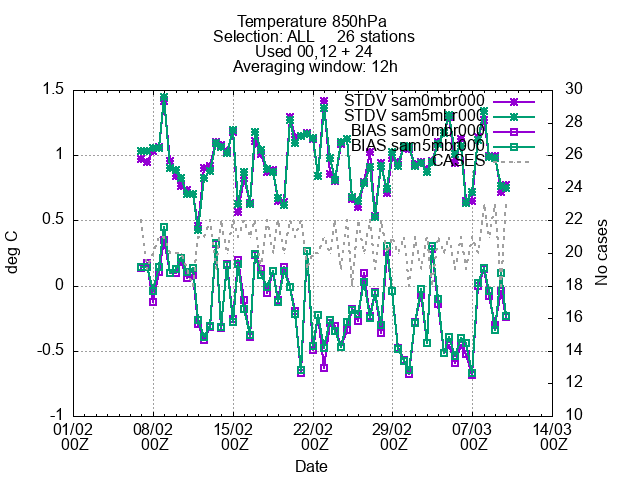 Temperature 850hPa
Selection: ALL 26 stations
Used 00,12 + 24
Averaging window: 12h
1.5
1
0.5
0
-0.5
-1
deg C
30
28
26
24
22
20
18
16
14
12
10
No cases
STDV sam0mbr000
STDV sam5mbr000
BIAS sam0mbr000
BIAS sam5mbr000
CASES
01/02 08/02 15/02 22/02 29/02 07/03 14/03
00Z 00Z 00Z 00Z 00Z 00Z 00Z
Date